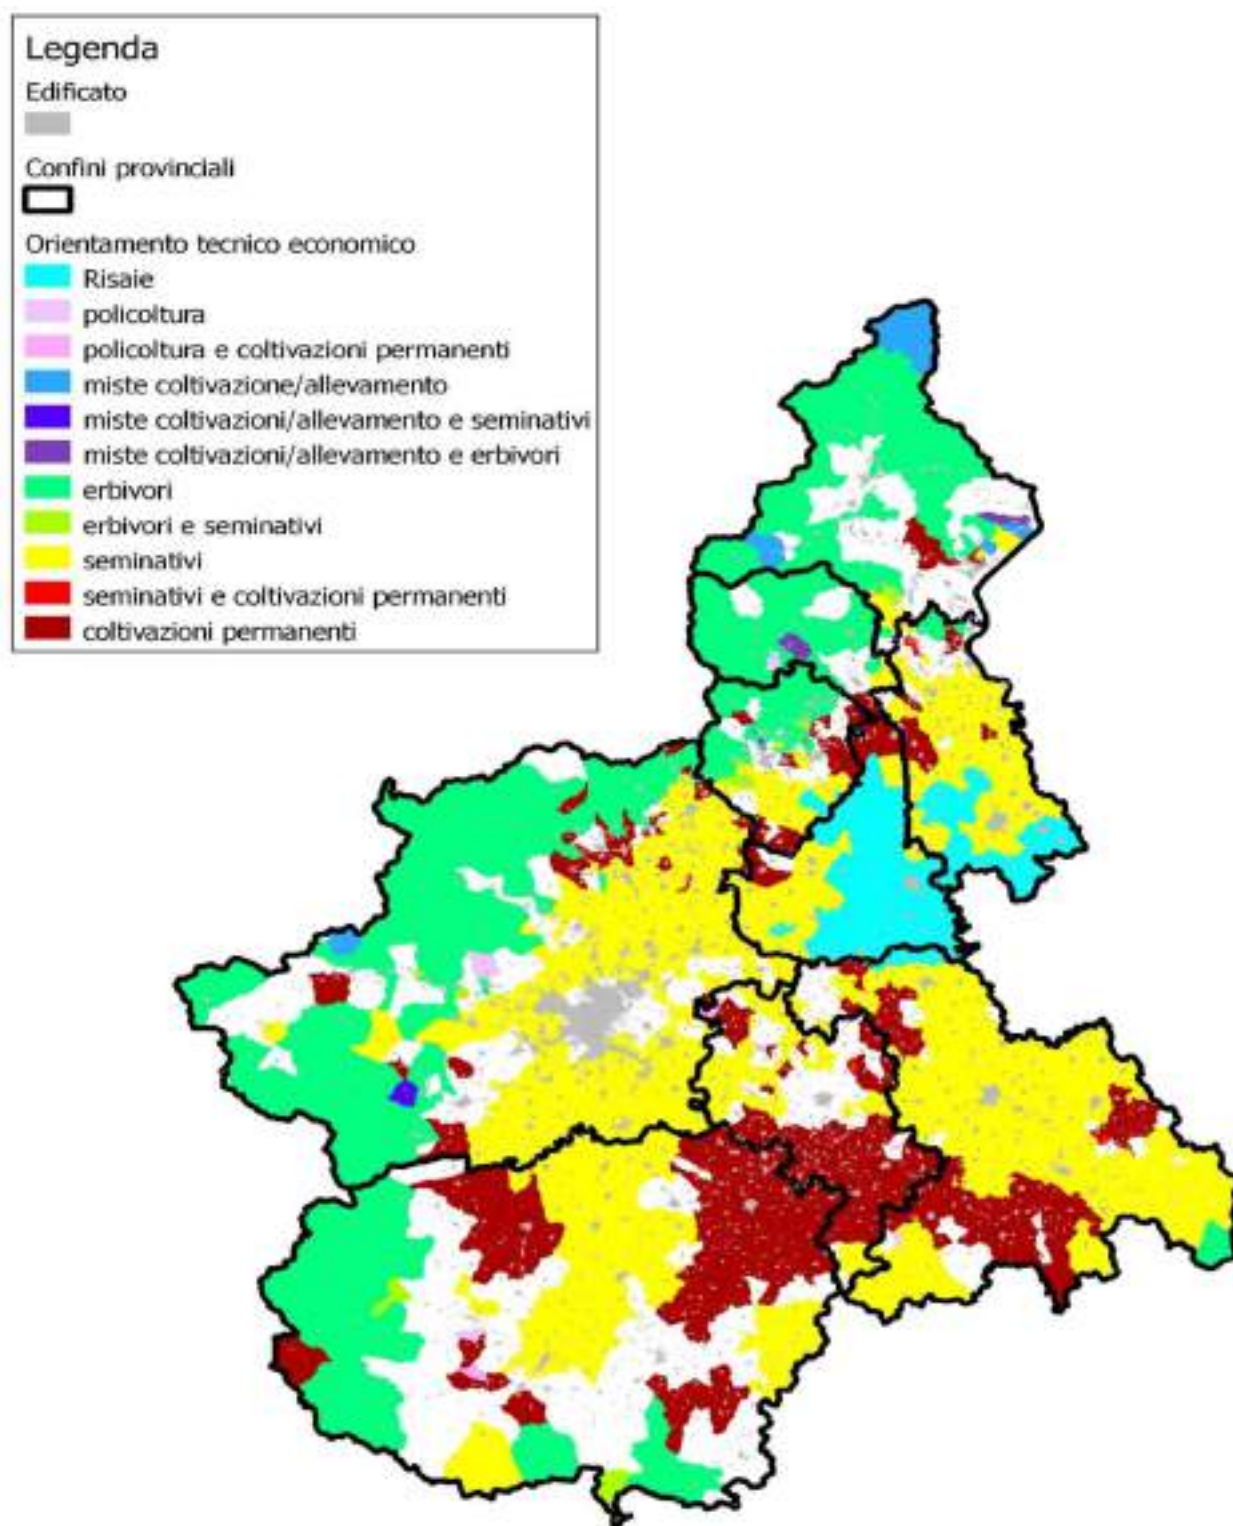 Legenda
Edificato
Confini provinciali
Orientamento tecnico economico
Risaie
policoltura
policoltura e coltivazioni permanenti
miste coltivazione/allevamento
miste coltivazioni/allevamento e seminativi
miste coltivazioni/allevamento e erbivori
erbivori
erbivori e seminativi
seminativi
seminativi e coltivazioni permanenti
coltivazioni permanenti